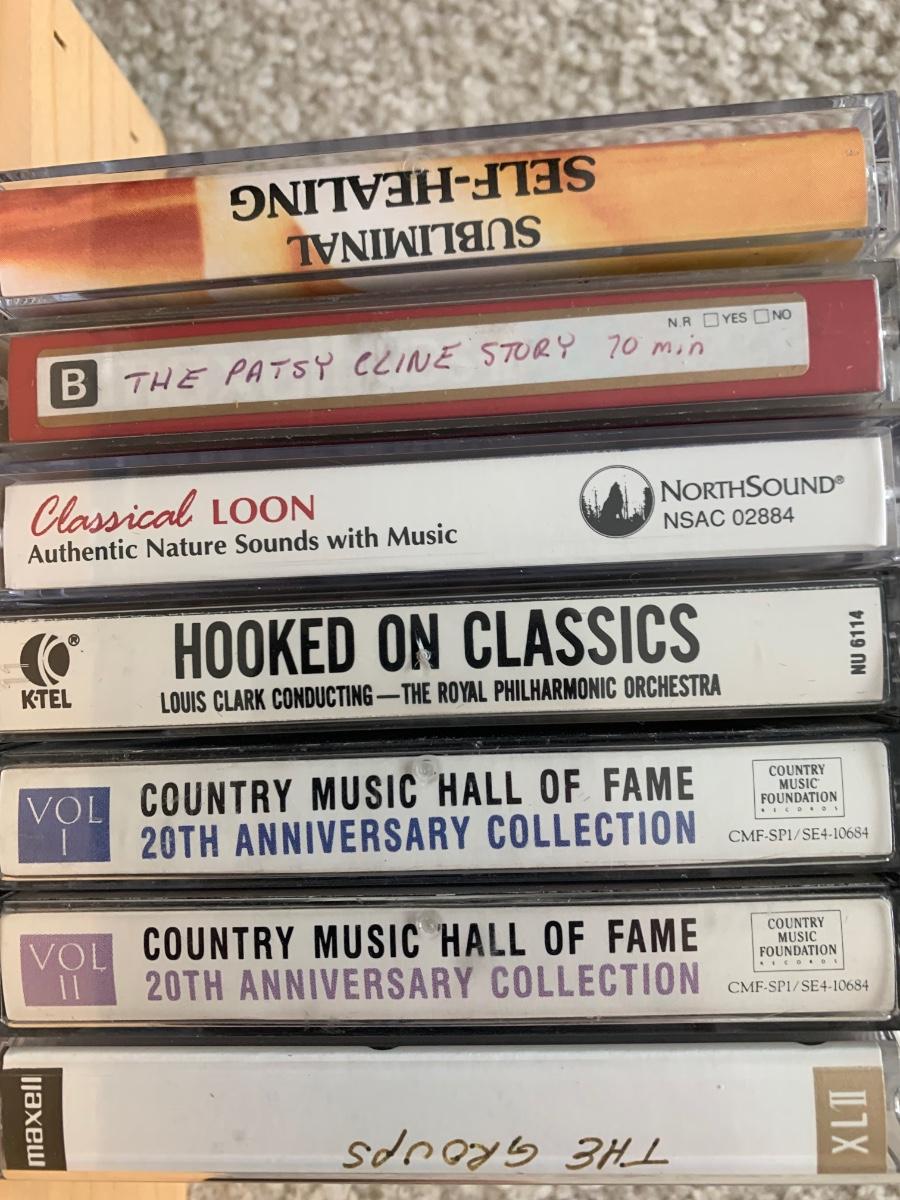 SUBLIMINAL
SELF-HEALING
N.R □ YES □ NO
B THE PATSY CLINE STORY 70 min
Classical LOON
Authentic Nature Sounds with Music
NORTHSOUND®
NSAC 02884
K-TEL®
HOOKED ON CLASSICS
LOUIS CLARK CONDUCTING—THE ROYAL PHILHARMONIC ORCHESTRA
NU 6114
VOL
I
COUNTRY MUSIC HALL OF FAME
20TH ANNIVERSARY COLLECTION
COUNTRY
MUSIC
FOUNDATION
RECORDS
CMF-SP1/SE4-10684
VOL
II
COUNTRY MUSIC HALL OF FAME
20TH ANNIVERSARY COLLECTION
COUNTRY
MUSIC
FOUNDATION
RECORDS
CMF-SP1/SE4-10684
maxell
XLII
THE GROUPS